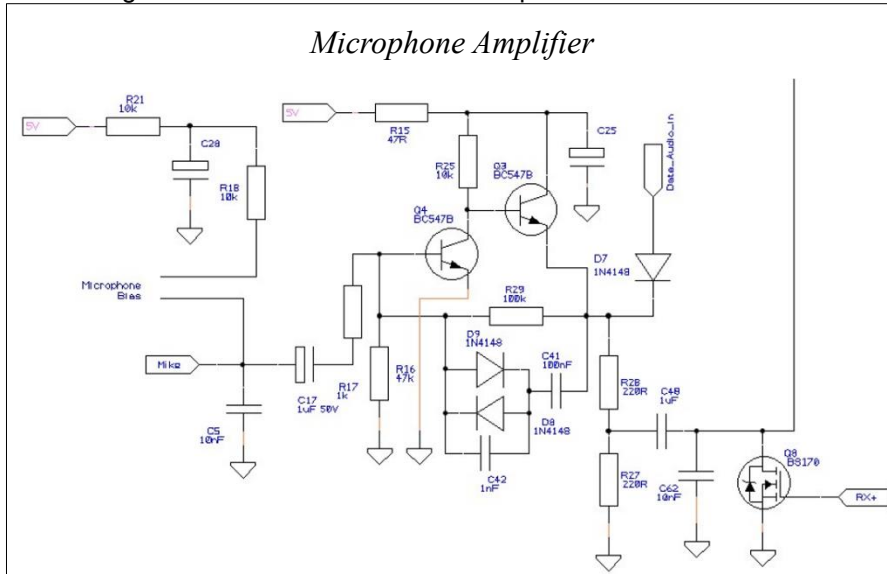 Microphone Amplifier
5V
R21
10k
C28
R18
10k
Microphone
Bias
Mike
C5
10nF
C17
1uF 50V
R17
1k
R16
47k
5V
R15
47R
R25
10k
Q3
BC547B
C25
Q4
BC547B
Data_Audio_In
D7
1N4148
R29
100k
D9
1N4148
C41
100nF
D8
1N4148
C42
1nF
R28
220R
C48
1uF
R27
220R
C62
10nF
Q8
BS170
RX+